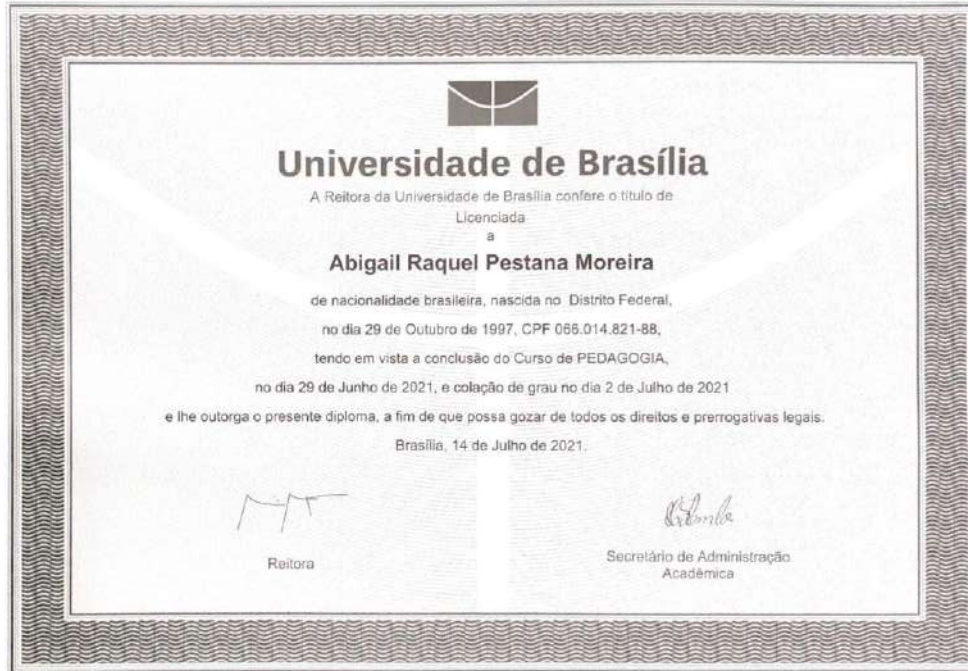 Universidade de Brasília
A Reitora da Universidade de Brasília confere o título de
Licenciada
a
Abigail Raquel Pestana Moreira
de nacionalidade brasileira, nascida no Distrito Federal,
no dia 29 de Outubro de 1997, CPF 066.014.821-88,
tendo em vista a conclusão do Curso de PEDAGOGIA,
no dia 29 de Junho de 2021, e colação de grau no dia 2 de Julho de 2021
e lhe outorga o presente diploma, a fim de que possa gozar de todos os direitos e prerrogativas legais.
Brasília, 14 de Julho de 2021.
Reitora
Secretário de Administração
Acadêmica